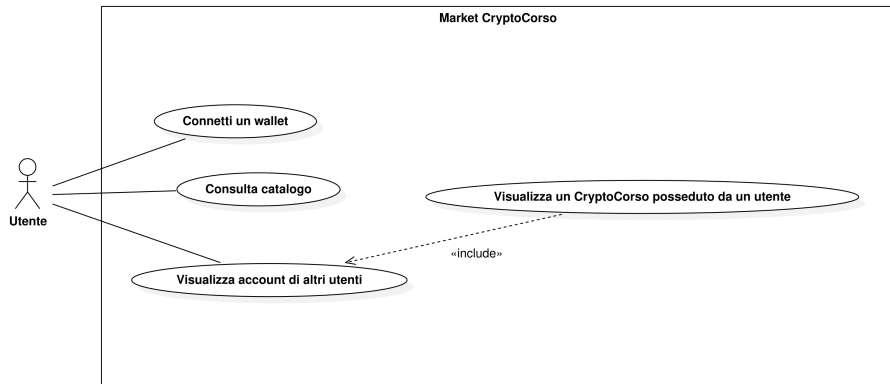 Market CryptoCorso
Connetti un wallet
Consulta catalogo
Visualizza un CryptoCorso posseduto da un utente
Utente
«include»
Visualizza account di altri utenti